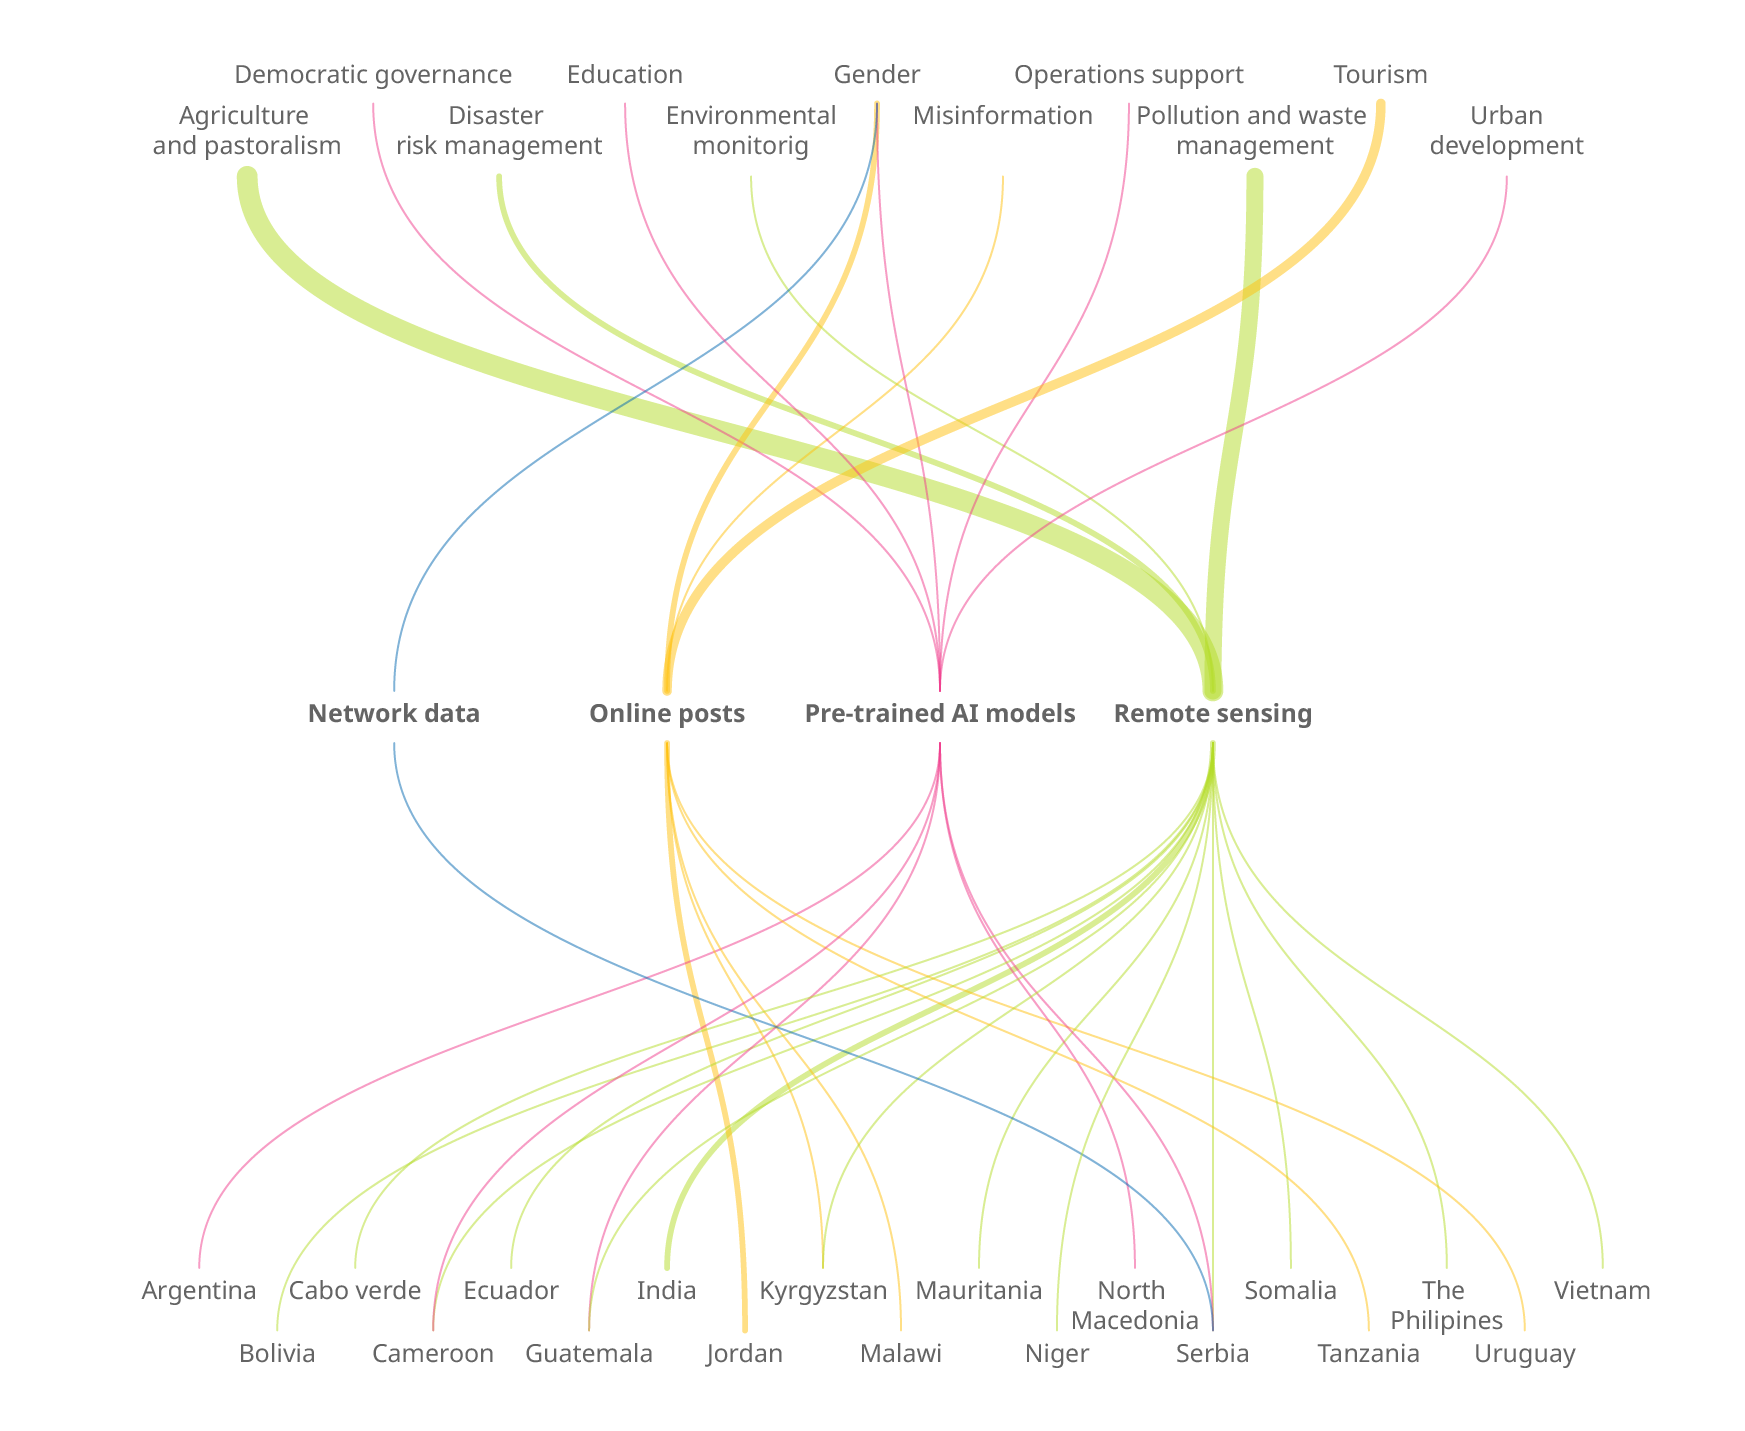 Democratic governance
Education
Gender
Operations support
Tourism
Agriculture
and pastoralism
Disaster
risk management
Environmental
monitorig
Misinformation
Pollution and waste
management
Urban
development
Network data
Online posts
Pre-trained AI models
Remote sensing
Argentina
Cabo verde
Ecuador
India
Kyrgyzstan
Mauritania
North
Macedonia
Somalia
The
Philipines
Vietnam
Bolivia
Cameroon
Guatemala
Jordan
Malawi
Niger
Serbia
Tanzania
Uruguay